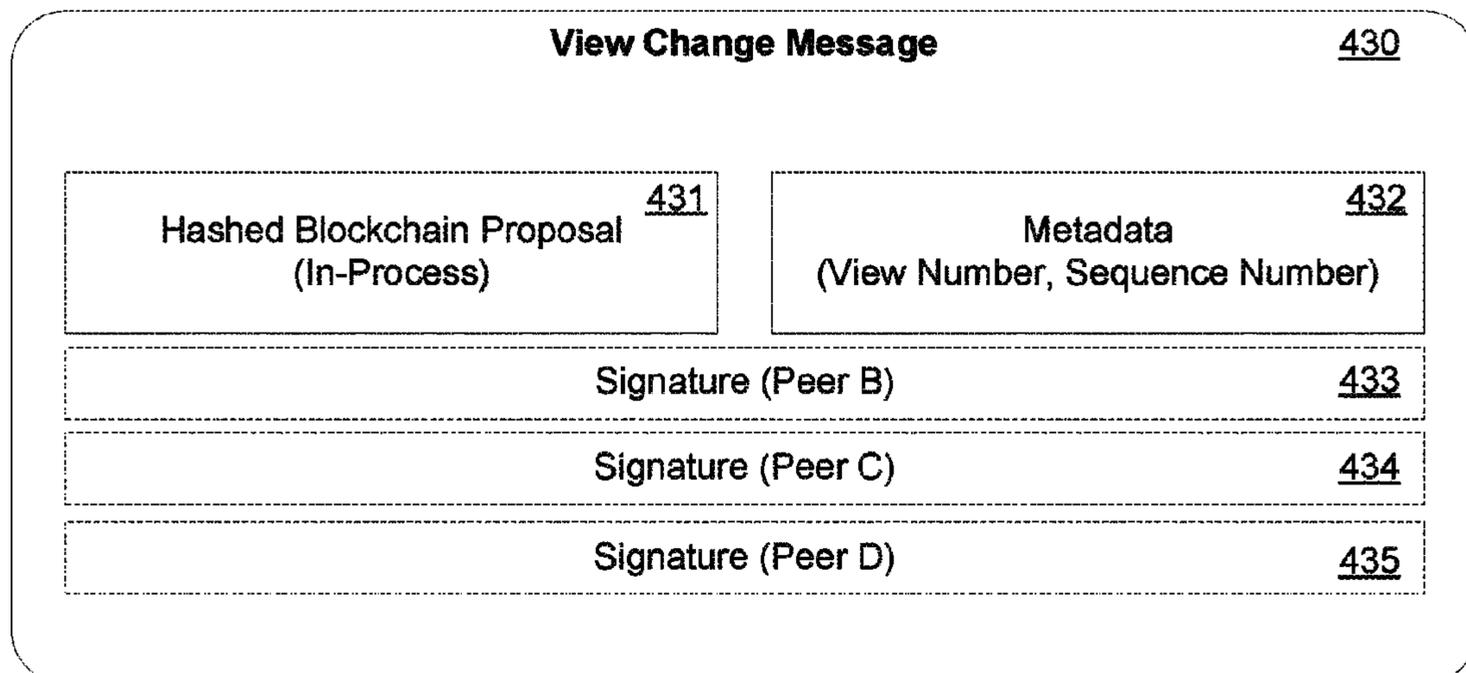 View Change Message 430
431
Hashed Blockchain Proposal
(In-Process)
432
Metadata
(View Number, Sequence Number)
Signature (Peer B) 433
Signature (Peer C) 434
Signature (Peer D) 435